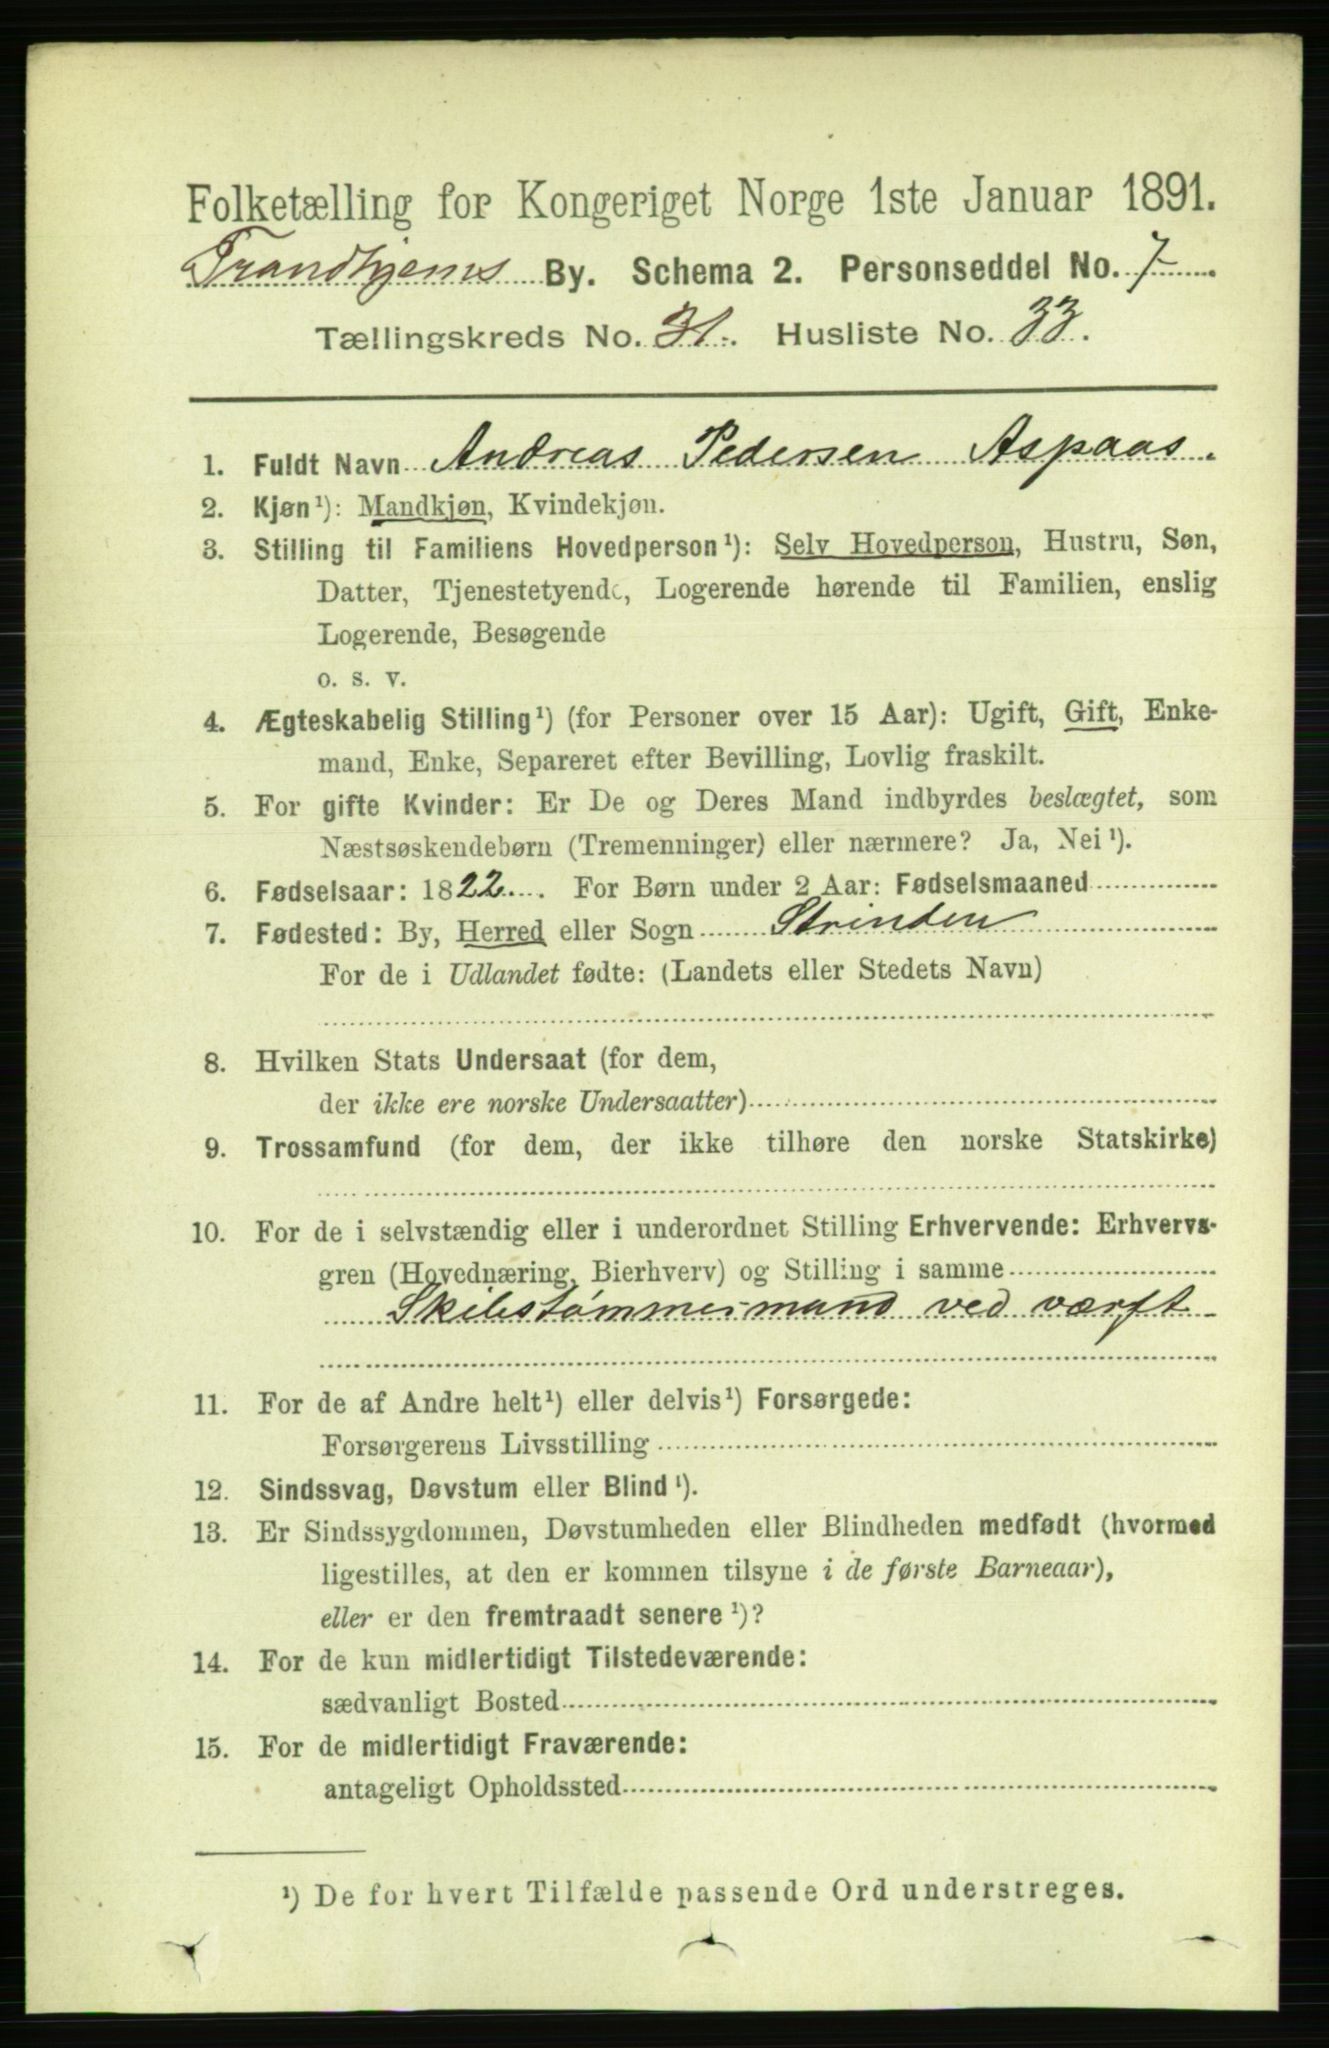 Folketælling for Kongeriget Norge 1ste Januar 1891.
Trondhjems By. Schema 2. Personseddel No. 7
Tællingskreds No. 31. Husliste No. 33.
1. Fuldt Navn Andreas Pedersen Aspaas.
2. Kjøn¹): Mandkjøn, Kvindekjøn.
3. Stilling til Familiens Hovedperson¹): Selv Hovedperson, Hustru, Søn,
Datter, Tjenestetyende, Logerende hørende til Familien, enslig
Logerende, Besøgende
o. s. v.
4. Ægteskabelig Stilling¹) (for Personer over 15 Aar): Ugift, Gift, Enke-
mand, Enke, Separeret efter Bevilling, Lovlig fraskilt.
5. For gifte Kvinder: Er De og Deres Mand indbyrdes beslægtet, som
Næstsøskendebørn (Tremenninger) eller nærmere? Ja, Nei¹).
6. Fødselsaar: 1822. For Børn under 2 Aar: Fødselsmaaned
7. Fødested: By, Herred eller Sogn Strinden
For de i Udlandet fødte: (Landets eller Stedets Navn)
8. Hvilken Stats Undersaat (for dem,
der ikke ere norske Undersaatter)
9. Trossamfund (for dem, der ikke tilhøre den norske Statskirke)
10. For de i selvstændig eller i underordnet Stilling Erhvervende: Erhvervs-
gren (Hovednæring, Bierhverv) og Stilling i samme
Skibstømmermand ved værft
11. For de af Andre helt¹) eller delvis¹) Forsørgede:
Forsørgerens Livsstilling
12. Sindssvag, Døvstum eller Blind¹).
13. Er Sindssygdommen, Døvstumheden eller Blindheden medfødt (hvormed
ligestilles, at den er kommen tilsyne i de første Barneaar),
eller er den fremtraadt senere¹)?
14. For de kun midlertidigt Tilstedeværende:
sædvanligt Bosted
15. For de midlertidigt Fraværende:
antageligt Opholdssted
¹) De for hvert Tilfælde passende Ord understreges.